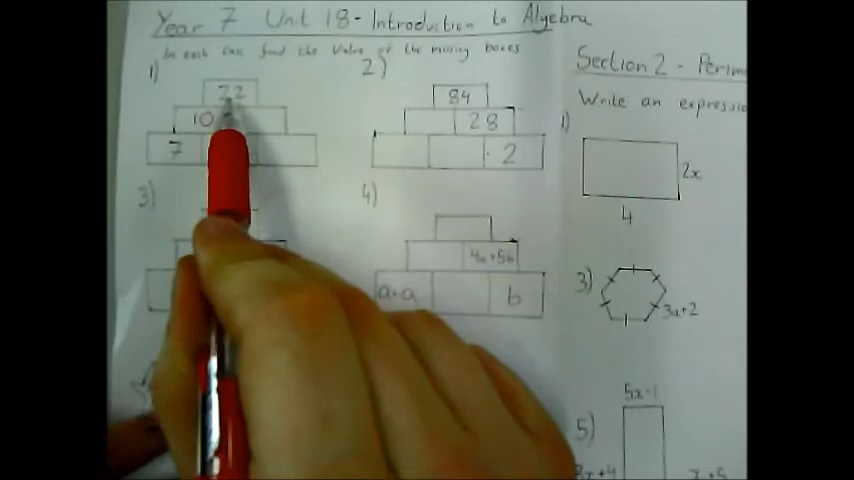 Year 7 Unit 18 - Introduction to Algebra
In each case find the value of the missing boxes
1)
22
10
7
2)
84
28
2
3)
4)
4a+5b
a+a
b
Section 2 - Perim
Write an expressio
1)
2x
4
3)
3a+2
5)
5x-1
x+5